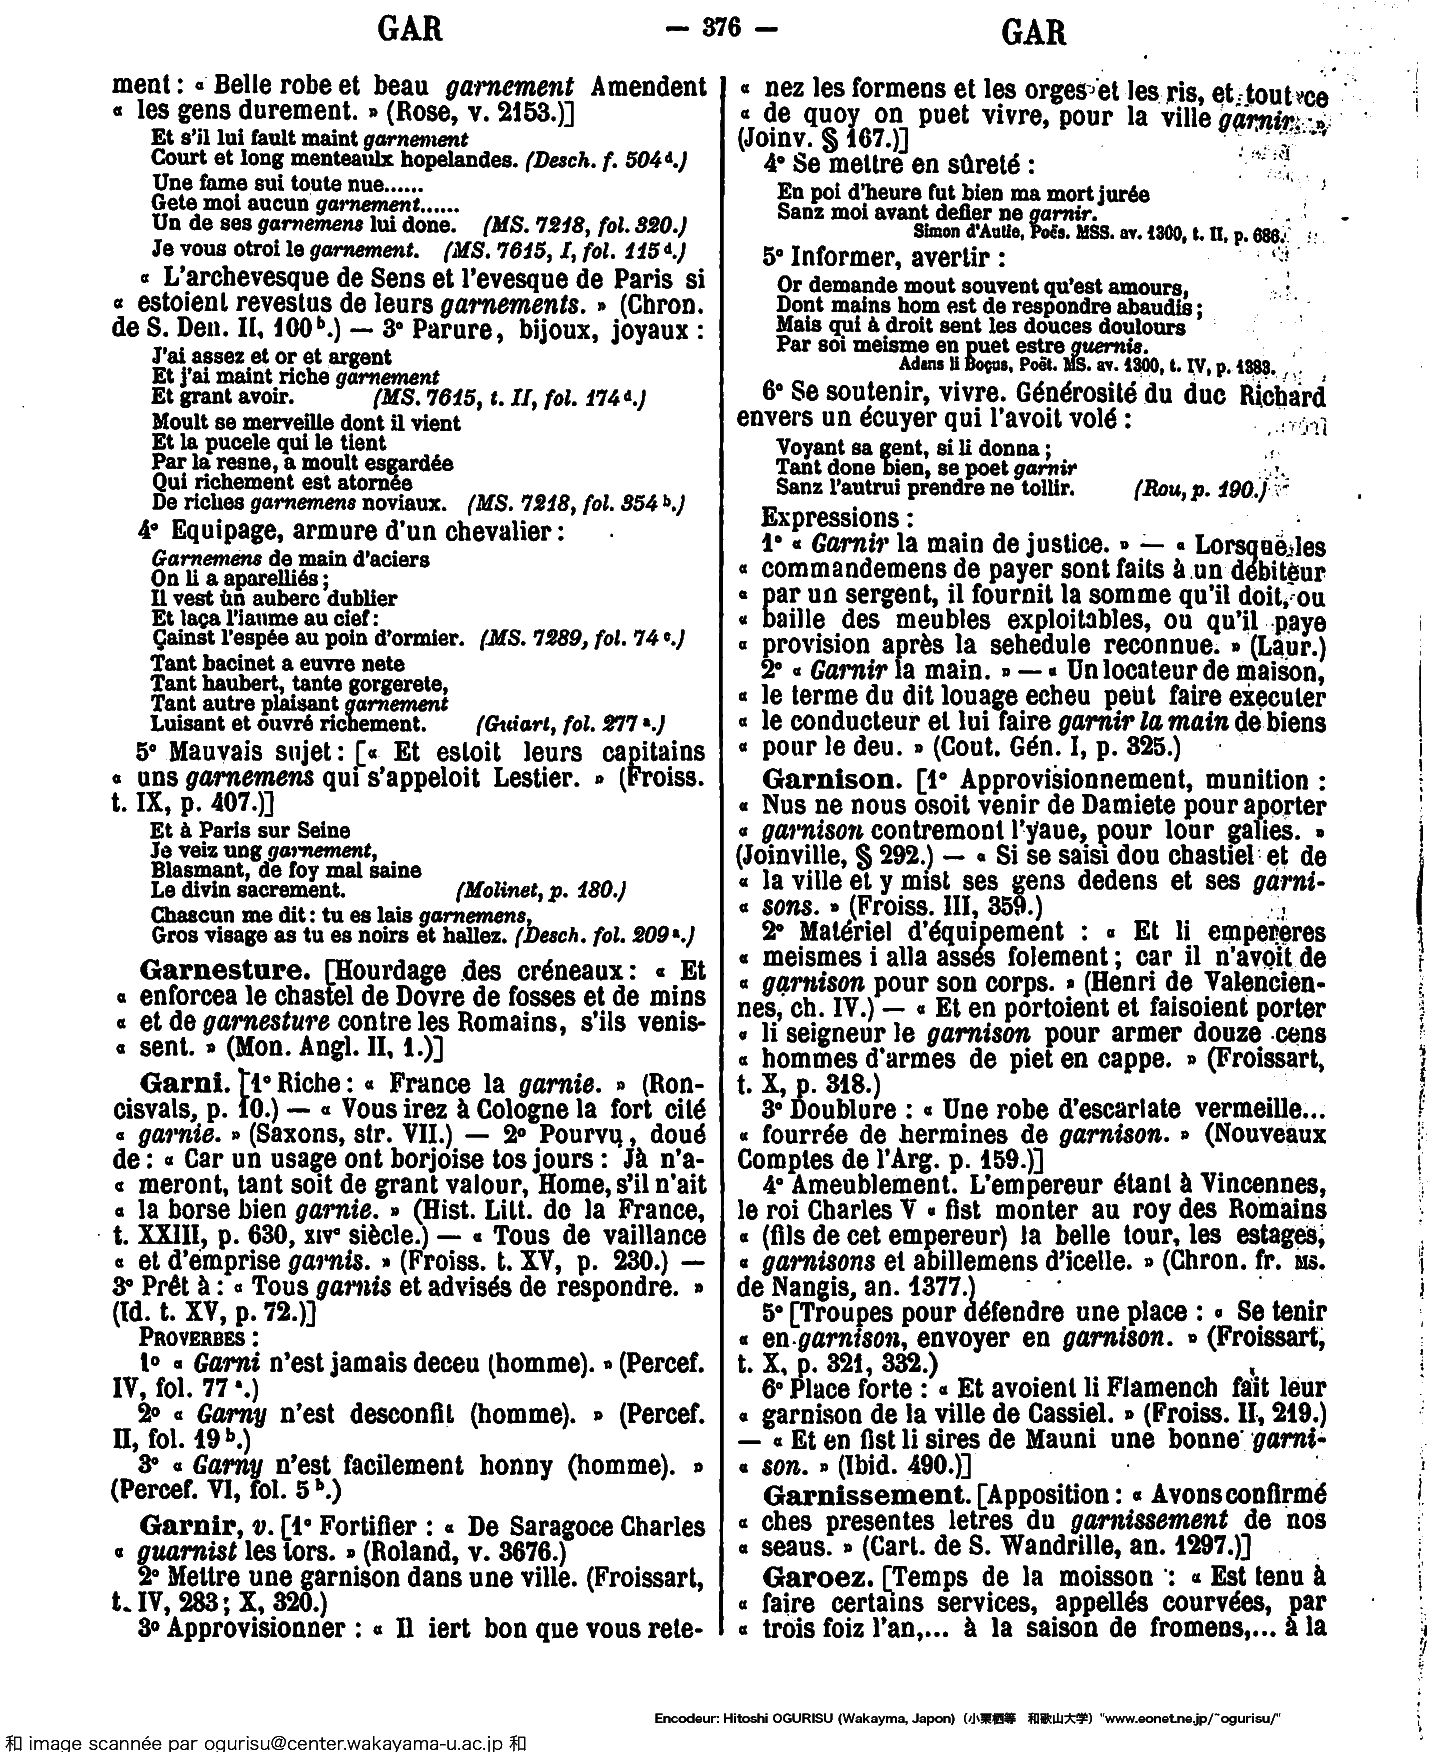 GAR — 376 — GAR
ment : « Belle robe et beau garnement Amendent
« les gens durement. » (Rose, v. 2153.)]
Et s'il lui fault maint garnement
Court et long menteaulx hopelandes. (Desch. f. 504 d.)
Une fame sui toute nue......
Gete moi aucun garnement......
Un de ses garnemens lui done. (MS. 7218, fol. 320.)
Je vous otroi le garnement. (MS. 7615, I, fol. 115 d.)
« L'archevesque de Sens et l'evesque de Paris si
« estoient revestus de leurs garnements. » (Chron.
de S. Den. II, 100 b.) — 3° Parure, bijoux, joyaux :
J'ai assez et or et argent
Et j'ai maint riche garnement
Et grant avoir. (MS. 7615, t. II, fol. 174 d.)
Moult se merveille dont il vient
Et la pucele qui le tient
Par la resne, a moult esgardée
Qui richement est atornée
De riches garnemens noviaux. (MS. 7218, fol. 354 b.)
4° Equipage, armure d'un chevalier :
Garnemens de main d'aciers
On li a aparelliés ;
Il vest un auberc dublier
Et laça l'iaume au cief :
Çainst l'espée au poin d'ormier. (MS. 7289, fol. 74 c.)
Tant bacinet a euvre nete
Tant haubert, tante gorgerete,
Tant autre plaisant garnement
Luisant et ouvré richement. (Guiart, fol. 277 a.)
5° Mauvais sujet : [« Et estoit leurs capitains
« uns garnemens qui s'appeloit Lestier. » (Froiss.
t. IX, p. 407.)]
Et à Paris sur Seine
Je veiz ung garnement,
Blasmant, de foy mal saine
Le divin sacrement. (Molinet, p. 180.)
Chascun me dit : tu es lais garnemens,
Gros visage as tu es noirs et hallez. (Desch. fol. 209 a.)
Garnesture. [Hourdage des créneaux : « Et
« enforcea le chastel de Dovre de fosses et de mins
« et de garnesture contre les Romains, s'ils venis-
« sent. » (Mon. Angl. II, 1.)]
Garni. [1° Riche : « France la garnie. » (Ron-
cisvals, p. 10.) — « Vous irez à Cologne la fort cité
« garnie. » (Saxons, str. VII.) — 2° Pourvu, doué
de : « Car un usage ont borjoise tos jours : Jà n'a-
« meront, tant soit de grant valour, Home, s'il n'ait
« la borse bien garnie. » (Hist. Litt. de la France,
t. XXIII, p. 630, XIVe siècle.) — « Tous de vaillance
« et d'emprise garnis. » (Froiss. t. XV, p. 230.) —
3° Prêt à : « Tous garnis et advisés de respondre. »
(Id. t. XV, p. 72.)]
PROVERBES :
1° « Garni n'est jamais deceu (homme). » (Percef.
IV, fol. 77 a.)
2° « Garny n'est desconfit (homme). » (Percef.
II, fol. 19 b.)
3° « Garny n'est facilement honny (homme). »
(Percef. VI, fol. 5 b.)
Garnir, v. [1° Fortifier : « De Saragoce Charles
« guarnist les tors. » (Roland, v. 3676.)
2° Mettre une garnison dans une ville. (Froissart,
t. IV, 283 ; X, 320.)
3° Approvisionner : « Il iert bon que vous rete-
« nez les formens et les orges et les ris, et tout ce
« de quoy on puet vivre, pour la ville garnir. »
(Joinv. § 167.)]
4° Se mettre en sûreté :
En poi d'heure fut bien ma mort jurée
Sanz moi avant defier ne garnir.
Simon d'Autie, Poës. MSS. av. 1300, t. II, p. 686.
5° Informer, avertir :
Or demande mout souvent qu'est amours,
Dont mains hom est de respondre abaudis ;
Mais qui à droit sent les douces doulours
Par soi meisme en puet estre guernis.
Adans li Boçus, Poët. MS. av. 1300, t. IV, p. 1383.
6° Se soutenir, vivre. Générosité du duc Richard
envers un écuyer qui l'avoit volé :
Voyant sa gent, si li donna ;
Tant done bien, se poet garnir
Sanz l'autrui prendre ne tollir. (Rou, p. 190.)
Expressions :
1° « Garnir la main de justice. » — « Lorsque les
« commandemens de payer sont faits à un débiteur
« par un sergent, il fournit la somme qu'il doit, ou
« baille des meubles exploitables, ou qu'il paye
« provision après la sehedule reconnue. » (Laur.)
2° « Garnir la main. » — « Un locateur de maison,
« le terme du dit louage echeu peut faire executer
« le conducteur et lui faire garnir la main de biens
« pour le deu. » (Cout. Gén. I, p. 325.)
Garnison. [1° Approvisionnement, munition :
« Nus ne nous osoit venir de Damiete pour aporter
« garnison contremont l'yaue, pour lour galies. »
(Joinville, § 292.) — « Si se saisi dou chastiel et de
« la ville et y mist ses gens dedens et ses garni-
« sons. » (Froiss. III, 359.)
2° Matériel d'équipement : « Et li empereres
« meismes i alla assés folement ; car il n'avoit de
« garnison pour son corps. » (Henri de Valencien-
nes, ch. IV.) — « Et en portoient et faisoient porter
« li seigneur le garnison pour armer douze cens
« hommes d'armes de piet en cappe. » (Froissart,
t. X, p. 318.)
3° Doublure : « Une robe d'escarlate vermeille...
« fourrée de hermines de garnison. » (Nouveaux
Comptes de l'Arg. p. 159.)]
4° Ameublement. L'empereur étant à Vincennes,
le roi Charles V « fist monter au roy des Romains
« (fils de cet empereur) la belle tour, les estages,
« garnisons et abillemens d'icelle. » (Chron. fr. MS.
de Nangis, an. 1377.)
5° [Troupes pour défendre une place : « Se tenir
« en garnison, envoyer en garnison. » (Froissart,
t. X, p. 321, 332.)
6° Place forte : « Et avoient li Flamench fait leur
« garnison de la ville de Cassiel. » (Froiss. II, 219.)
— « Et en fist li sires de Mauni une bonne garni-
« son. » (Ibid. 490.)]
Garnissement. [Apposition : « Avons confirmé
« ches presentes letres du garnissement de nos
« seaus. » (Cart. de S. Wandrille, an. 1297.)]
Garoez. [Temps de la moisson : « Est tenu à
« faire certains services, appellés courvées, par
« trois foiz l'an,... à la saison de fromens,... à la
Encodeur: Hitoshi OGURISU (Wakayma, Japon) (小栗栖等 和歌山大学) "www.eonet.ne.jp/~ogurisu/"
和 image scannée par ogurisu@center.wakayama-u.ac.jp 和